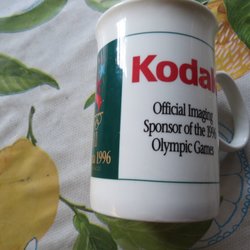 Kodak
Official Imaging
Sponsor of the 1996
Olympic Games
1996